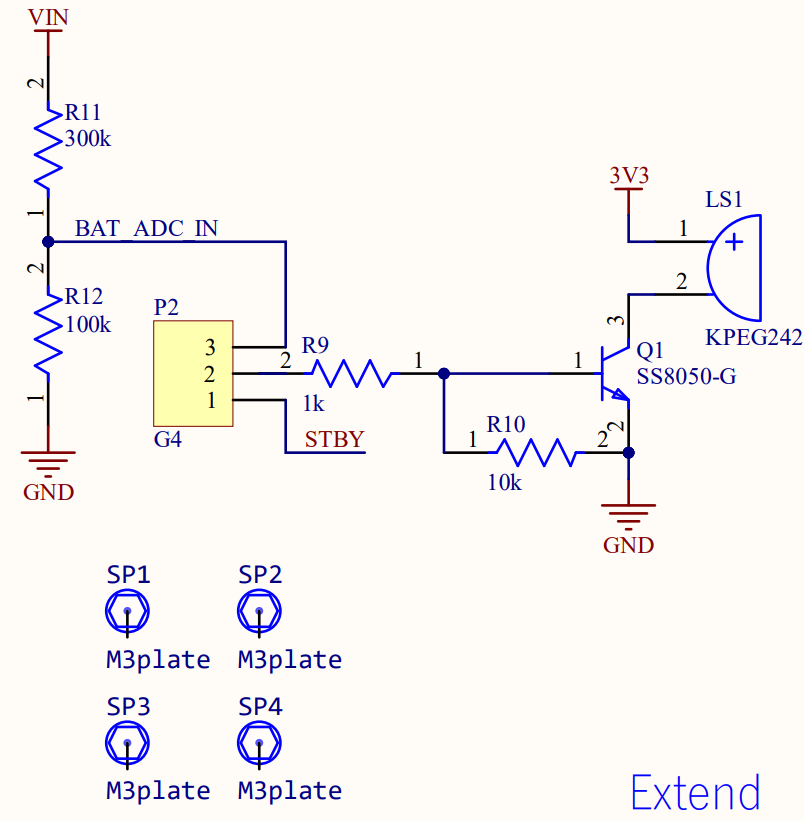 VIN
2
R11
300k
1
BAT_ADC_IN
2
R12
100k
1
GND
P2
3
2
1
G4
2
R9
1k
1
STBY
1
R10
10k
2
1
3
Q1
SS8050-G
2
GND
3V3
LS1
1
+
2
KPEG242
SP1
SP2
M3plate
M3plate
SP3
SP4
M3plate
M3plate
Extend